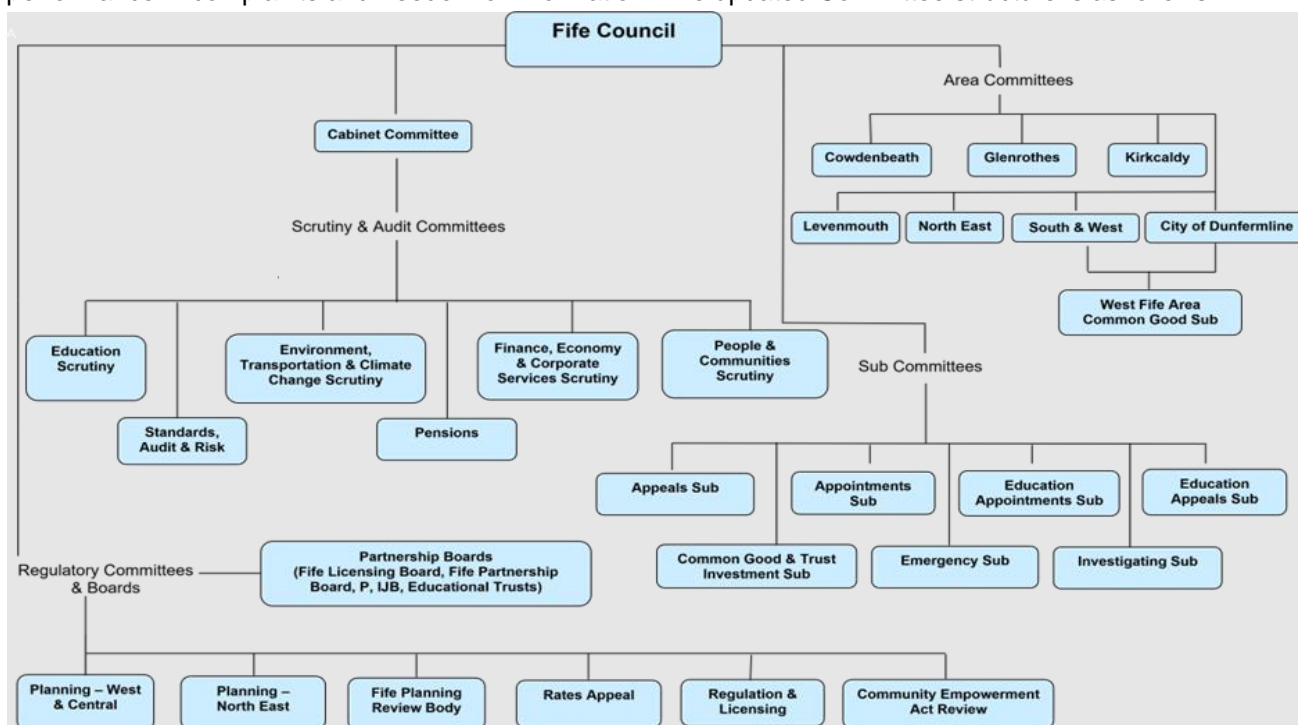 Fife Council
Area Committees
Cabinet Committee
Cowdenbeath
Glenrothes
Kirkcaldy
Scrutiny & Audit Committees
Levenmouth
North East
South & West
City of Dunfermline
West Fife Area
Common Good Sub
Education
Scrutiny
Environment,
Transportation & Climate
Change Scrutiny
Finance, Economy
& Corporate
Services Scrutiny
People &
Communities
Scrutiny
Standards,
Audit & Risk
Pensions
Sub Committees
Appeals Sub
Appointments
Sub
Education
Appointments Sub
Education
Appeals Sub
Common Good & Trust
Investment Sub
Emergency Sub
Investigating Sub
Regulatory Committees
& Boards
Partnership Boards
(Fife Licensing Board, Fife Partnership
Board, P, IJB, Educational Trusts)
Planning – West
& Central
Planning –
North East
Fife Planning
Review Body
Rates Appeal
Regulation &
Licensing
Community Empowerment
Act Review